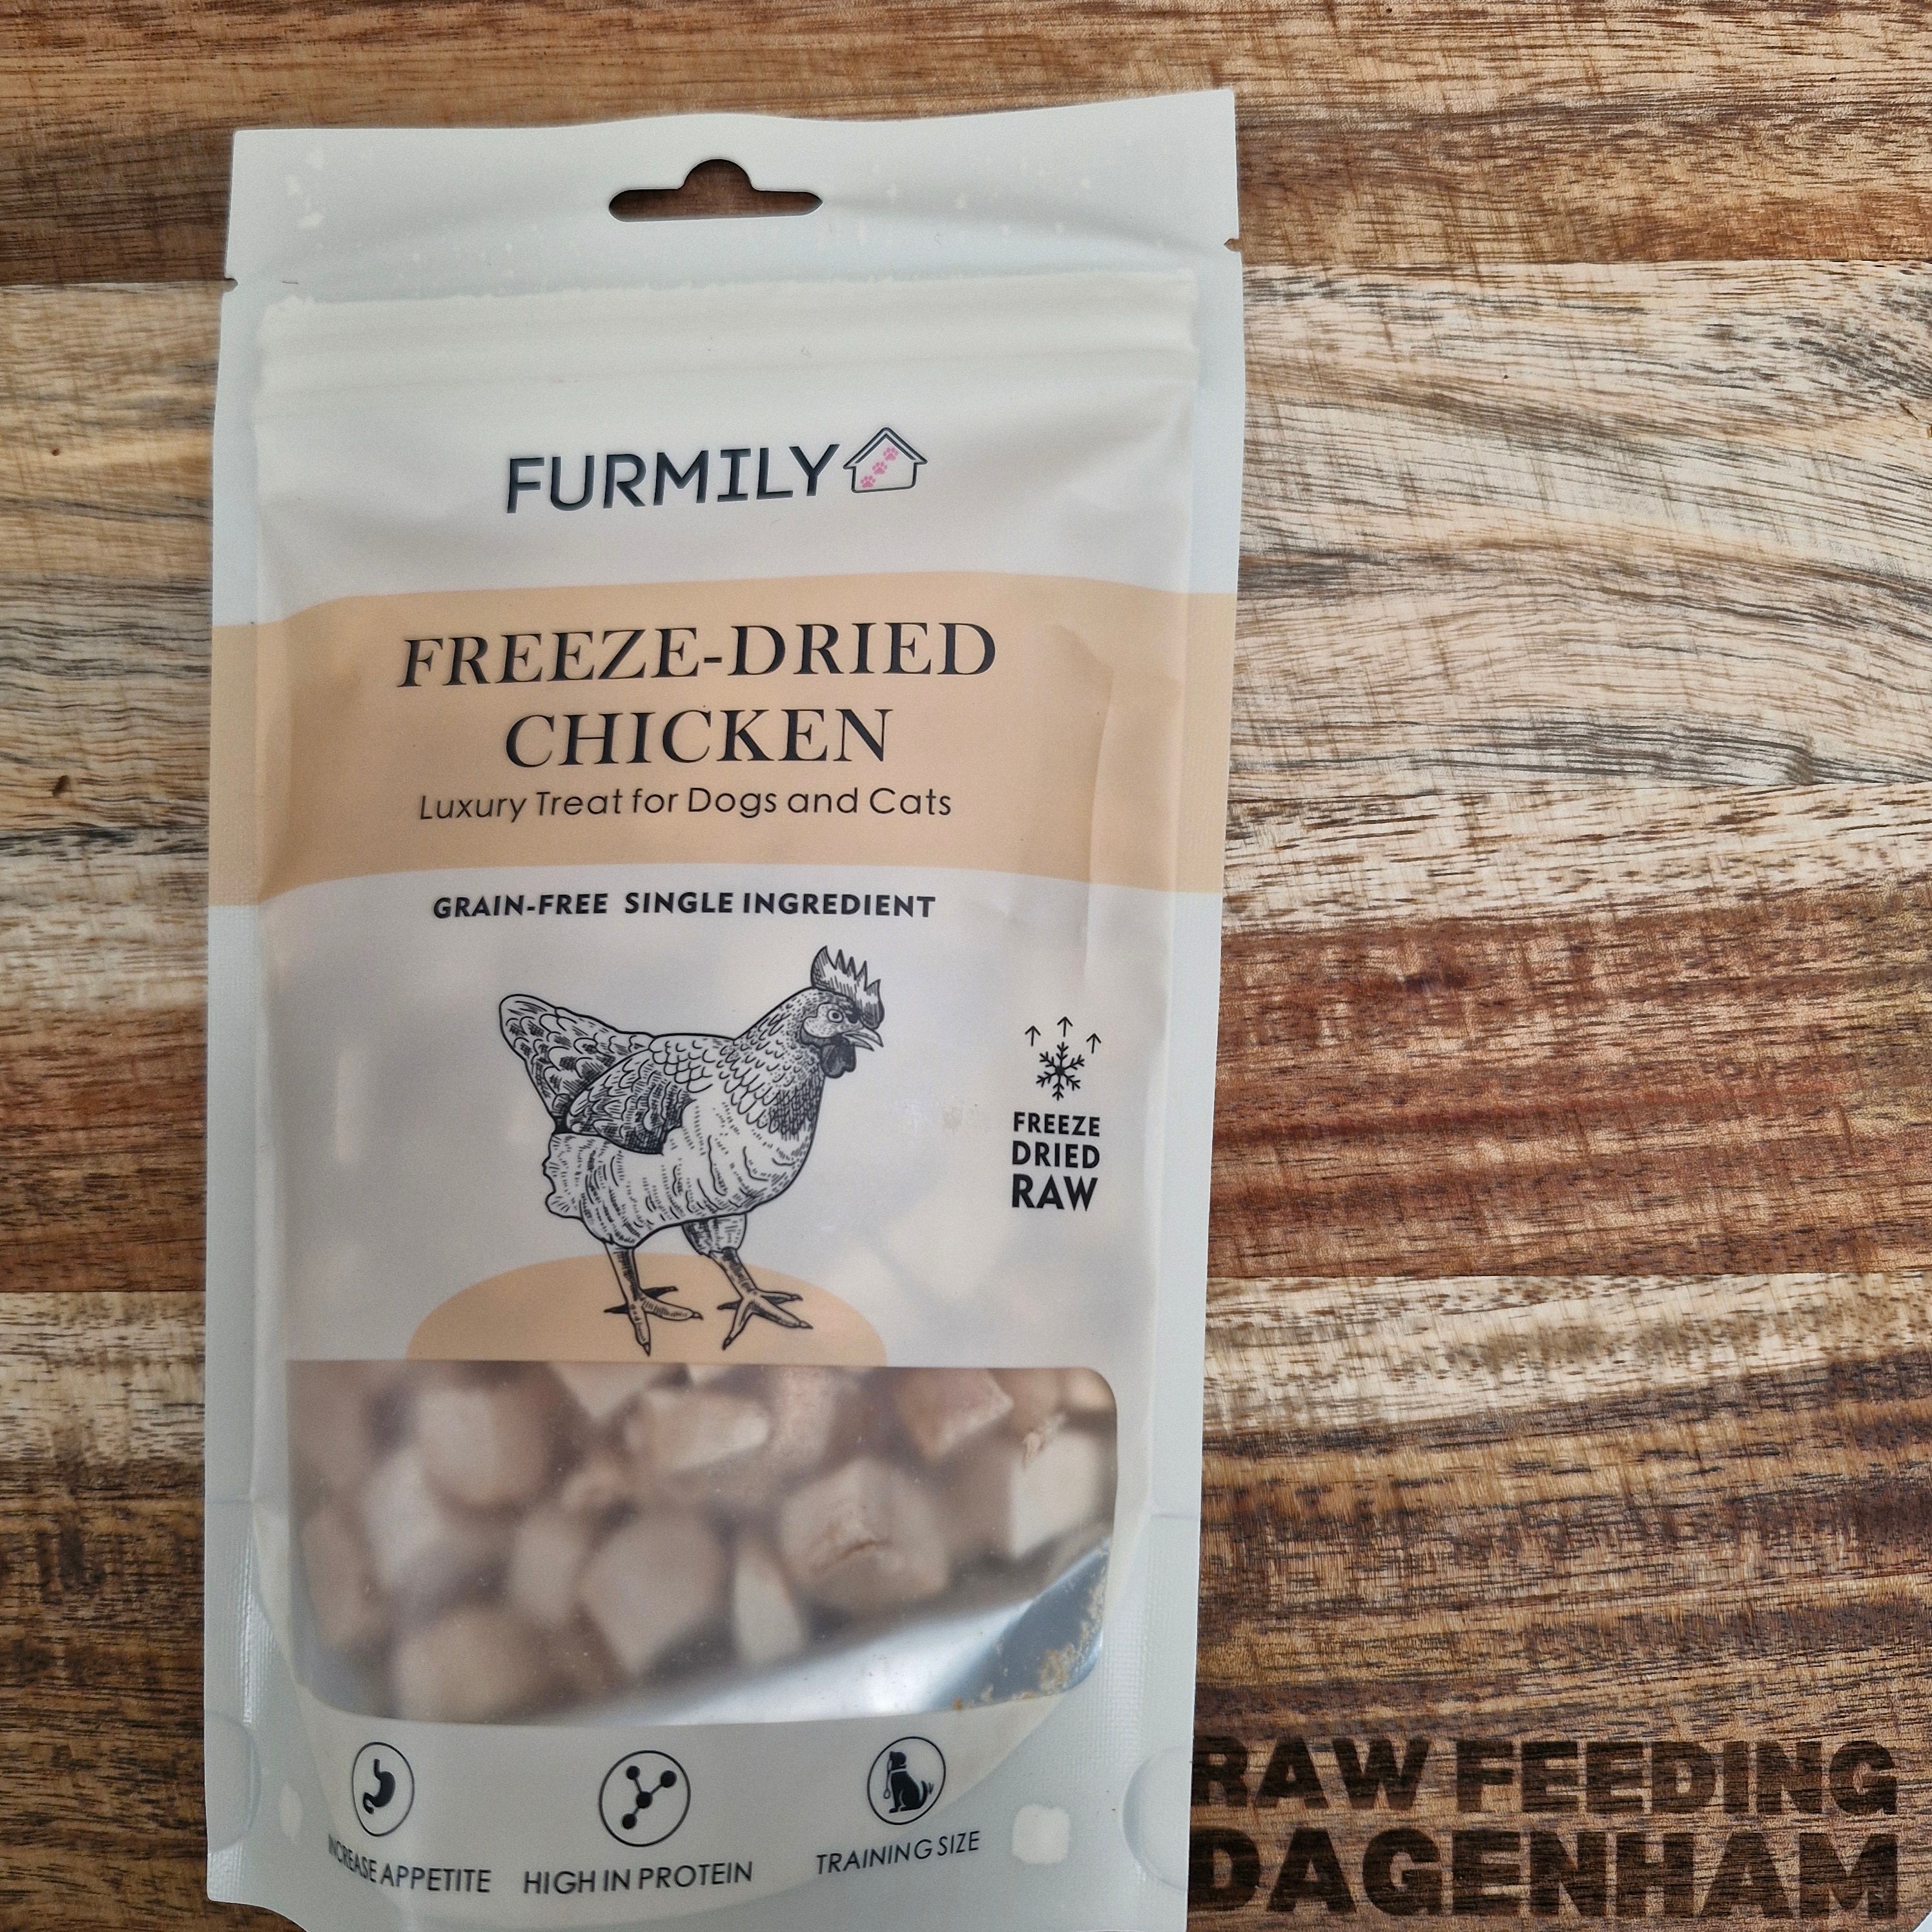 FURMILY
FREEZE-DRIED
CHICKEN
Luxury Treat for Dogs and Cats
GRAIN-FREE SINGLE INGREDIENT
FREEZE
DRIED
RAW
INCREASE APPETITE
HIGH IN PROTEIN
TRAINING SIZE
RAW FEEDING
DAGENHAM